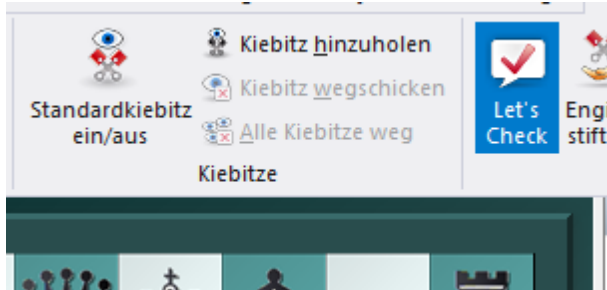 Kiebitz hinzuholen
Kiebitz wegschicken
Alle Kiebitze weg
Standardkiebitz
ein/aus
Kiebitze
Let's
Check